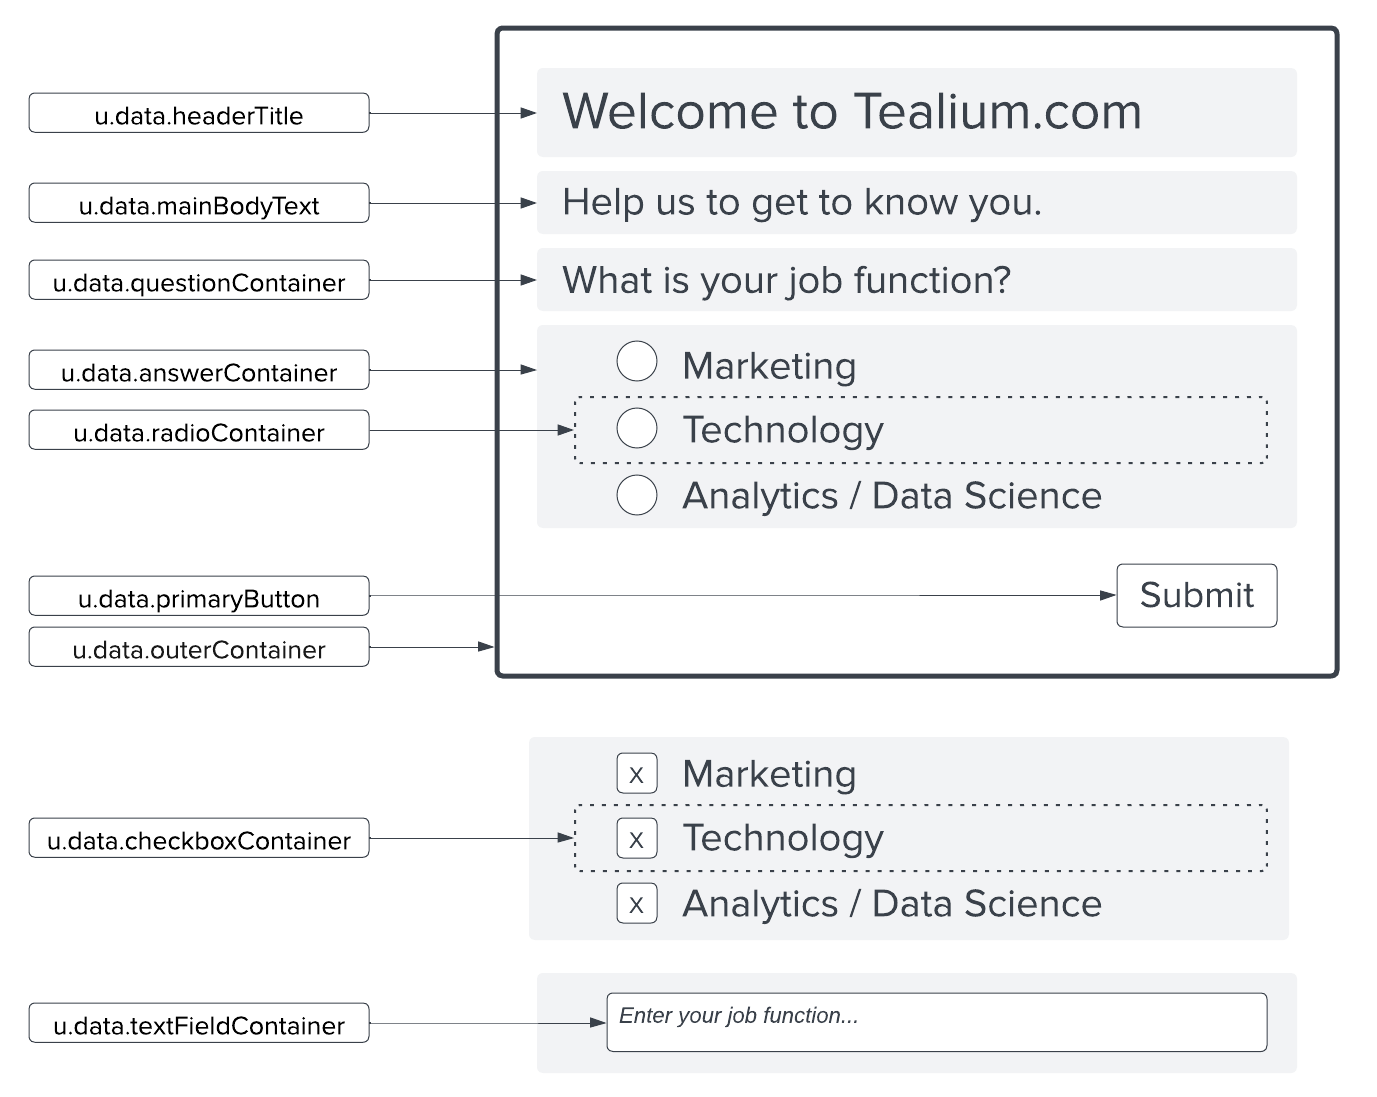 u.data.headerTitle
Welcome to Tealium.com
u.data.mainBodyText
Help us to get to know you.
u.data.questionContainer
What is your job function?
u.data.answerContainer
Marketing
u.data.radioContainer
Technology
Analytics / Data Science
u.data.primaryButton
Submit
u.data.outerContainer
x Marketing
u.data.checkboxContainer
x Technology
x Analytics / Data Science
u.data.textFieldContainer
Enter your job function...